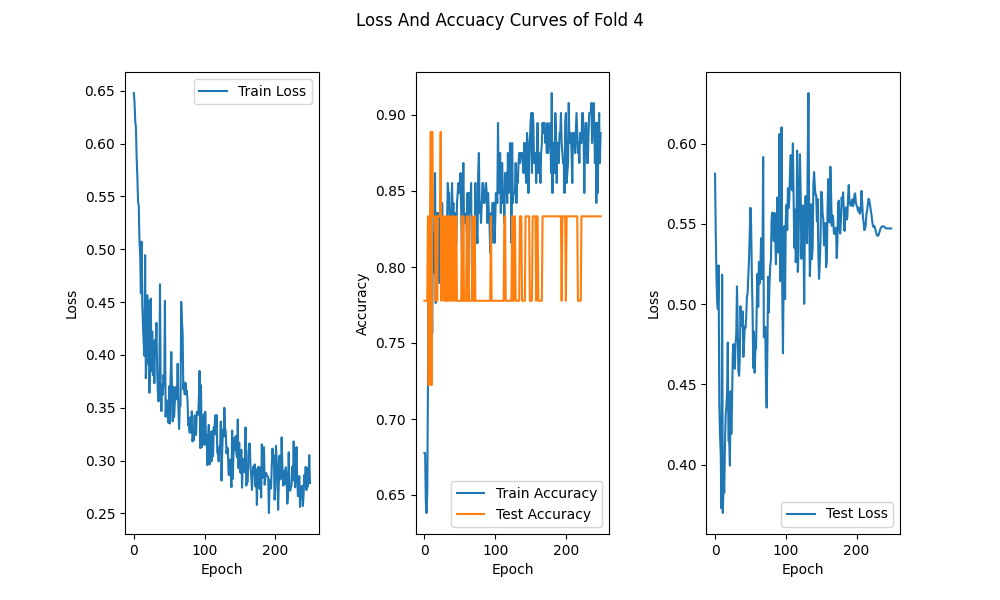 Loss And Accuacy Curves of Fold 4
Train Loss
0.65
0.60
0.55
0.50
0.45
0.40
0.35
0.30
0.25
Loss
0
100
200
Epoch
0.90
0.85
0.80
0.75
0.70
0.65
Accuracy
Train Accuracy
Test Accuracy
0
100
200
Epoch
0.60
0.55
0.50
0.45
0.40
Loss
Test Loss
0
100
200
Epoch